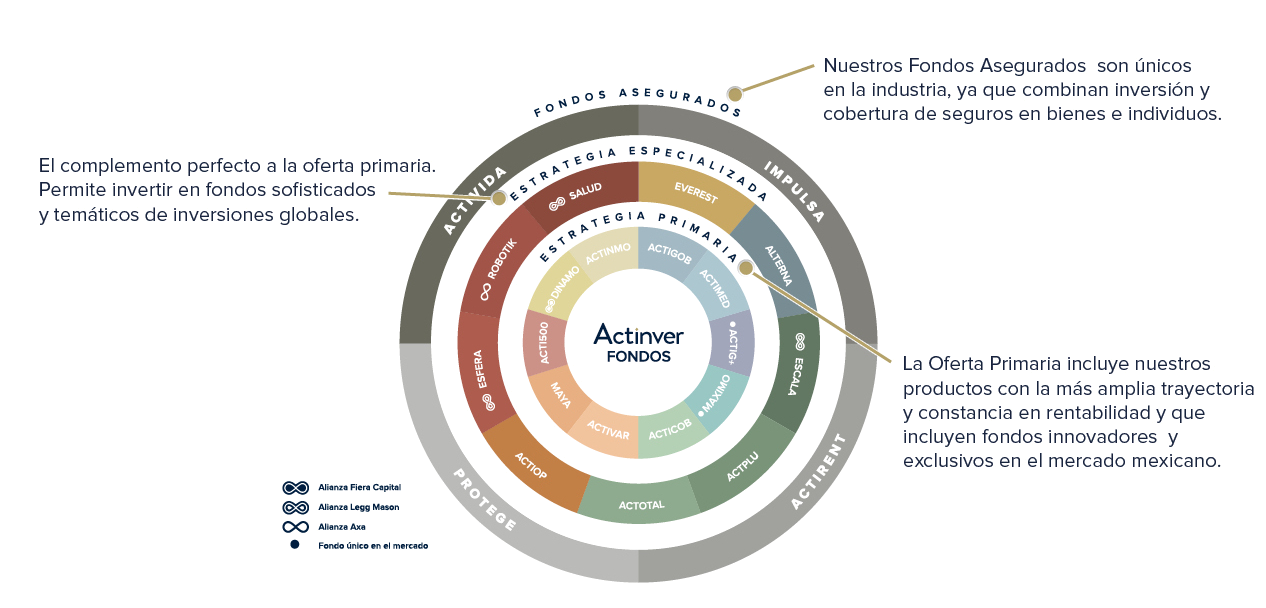 Nuestros Fondos Asegurados son únicos
en la industria, ya que combinan inversión y
cobertura de seguros en bienes e individuos.
El complemento perfecto a la oferta primaria.
Permite invertir en fondos sofisticados
y temáticos de inversiones globales.
La Oferta Primaria incluye nuestros
productos con la más amplia trayectoria
y constancia en rentabilidad y que
incluyen fondos innovadores y
exclusivos en el mercado mexicano.
FONDOS ASEGURADOS
ACTIVIDA
IMPULSA
ACTIRENT
PROTEGE
ESTRATEGIA ESPECIALIZADA
SALUD
EVEREST
ALTERNA
ESCALA
ACTPLU
ACTOTAL
ACTIOP
ESFERA
ROBOTIK
ESTRATEGIA PRIMARIA
ACTINMO
ACTIGOB
ACTIMED
ACTIG+
MAXIMO
ACTICOB
ACTIVAR
MAYA
ACTI500
DINAMO
Actinver
FONDOS
Alianza Fiera Capital
Alianza Legg Mason
Alianza Axa
Fondo único en el mercado